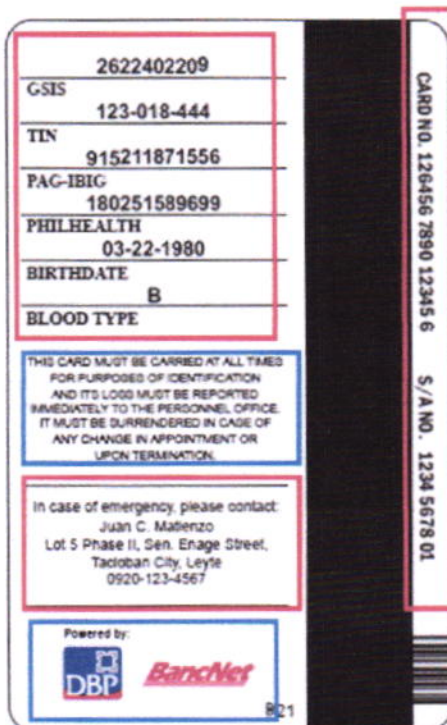 2622402209
GSIS
123-018-444
TIN
915211871556
PAG-IBIG
180251589699
PHILHEALTH
03-22-1980
BIRTHDATE
B
BLOOD TYPE
THIS CARD MUST BE CARRIED AT ALL TIMES
FOR PURPOSES OF IDENTIFICATION
AND ITS LOSS MUST BE REPORTED
IMMEDIATELY TO THE PERSONNEL OFFICE.
IT MUST BE SURRENDERED IN CASE OF
ANY CHANGE IN APPOINTMENT OR
UPON TERMINATION.
In case of emergency, please contact:
Juan C. Matienzo
Lot 5 Phase II, Sen. Enage Street,
Tacloban City, Leyte
0920-123-4567
Powered by:
DBP
BancNet
B21
CARD NO. 126456 7890 12345 6 S/A NO. 1234 5678 01